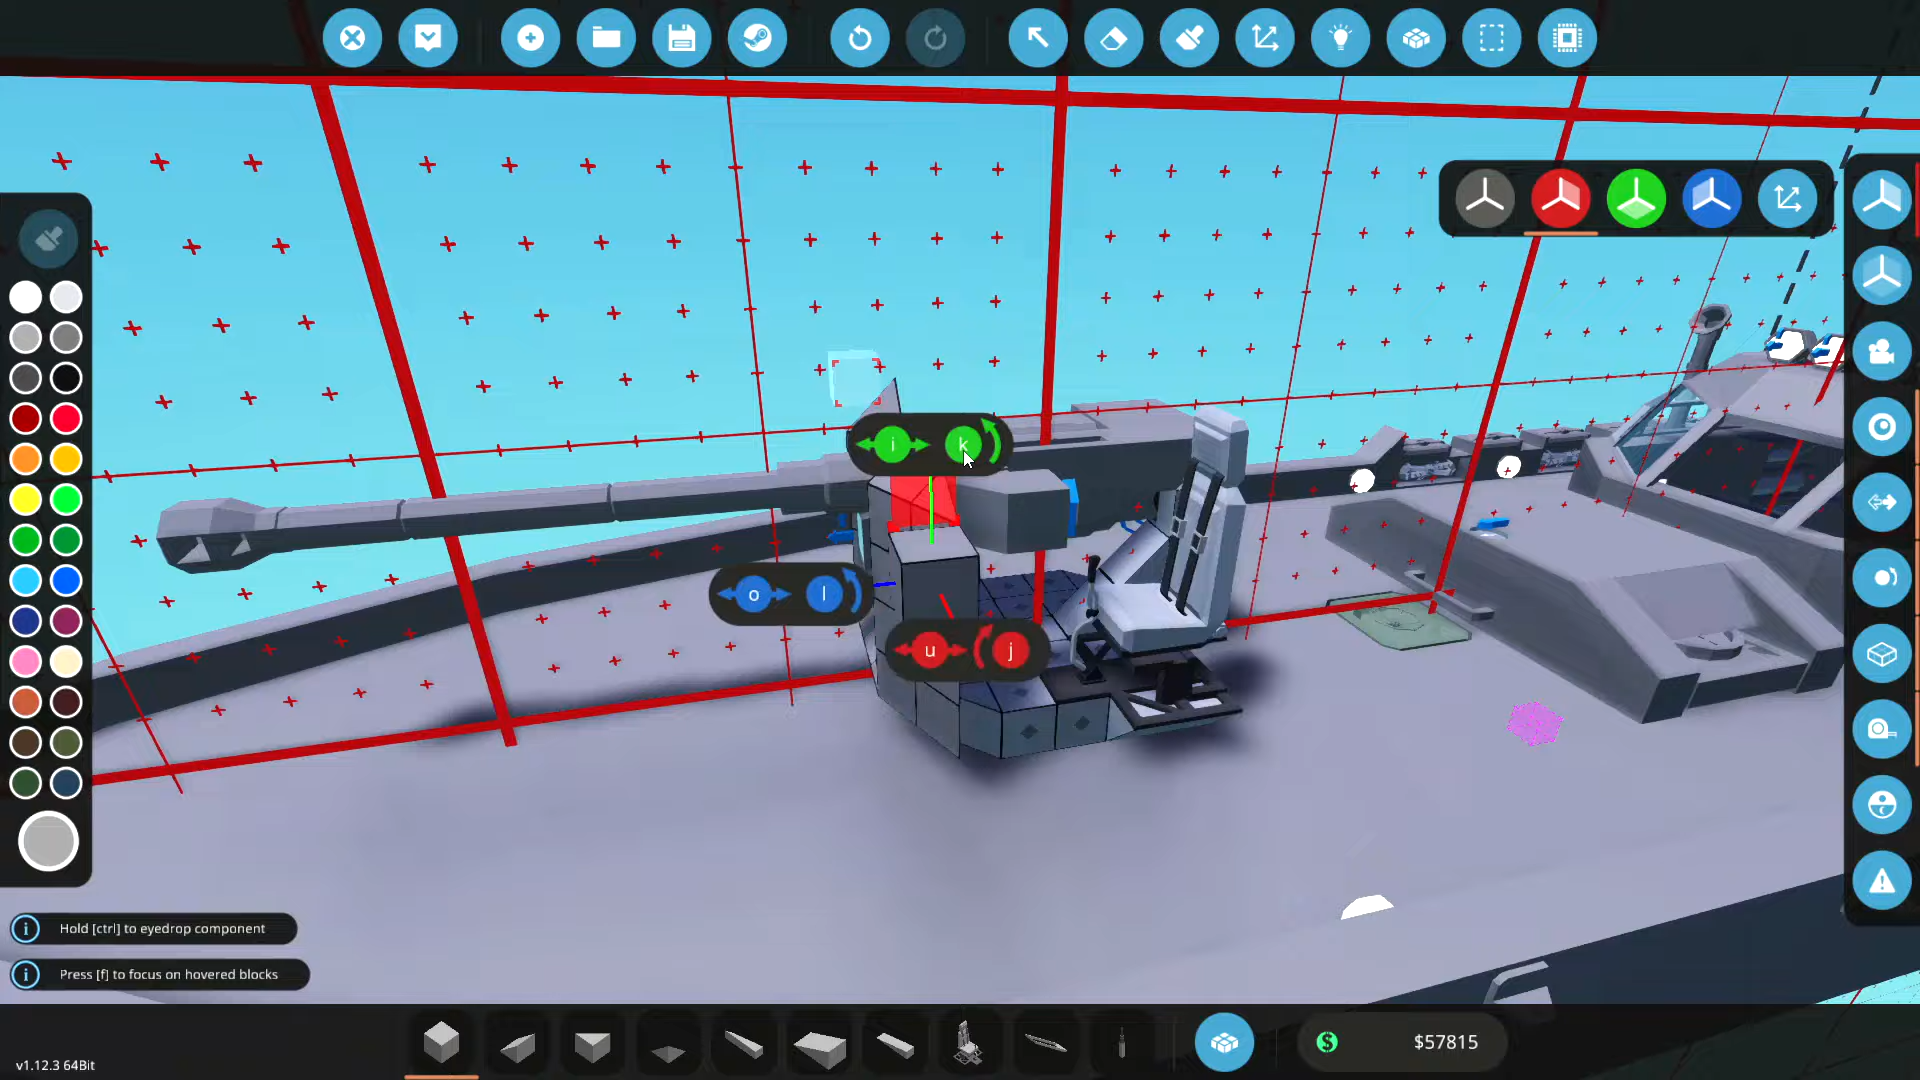 i
k
o
l
u
j
Hold [ctrl] to eyedrop component
Press [f] to focus on hovered blocks
$57815
v1.12.3 64Bit